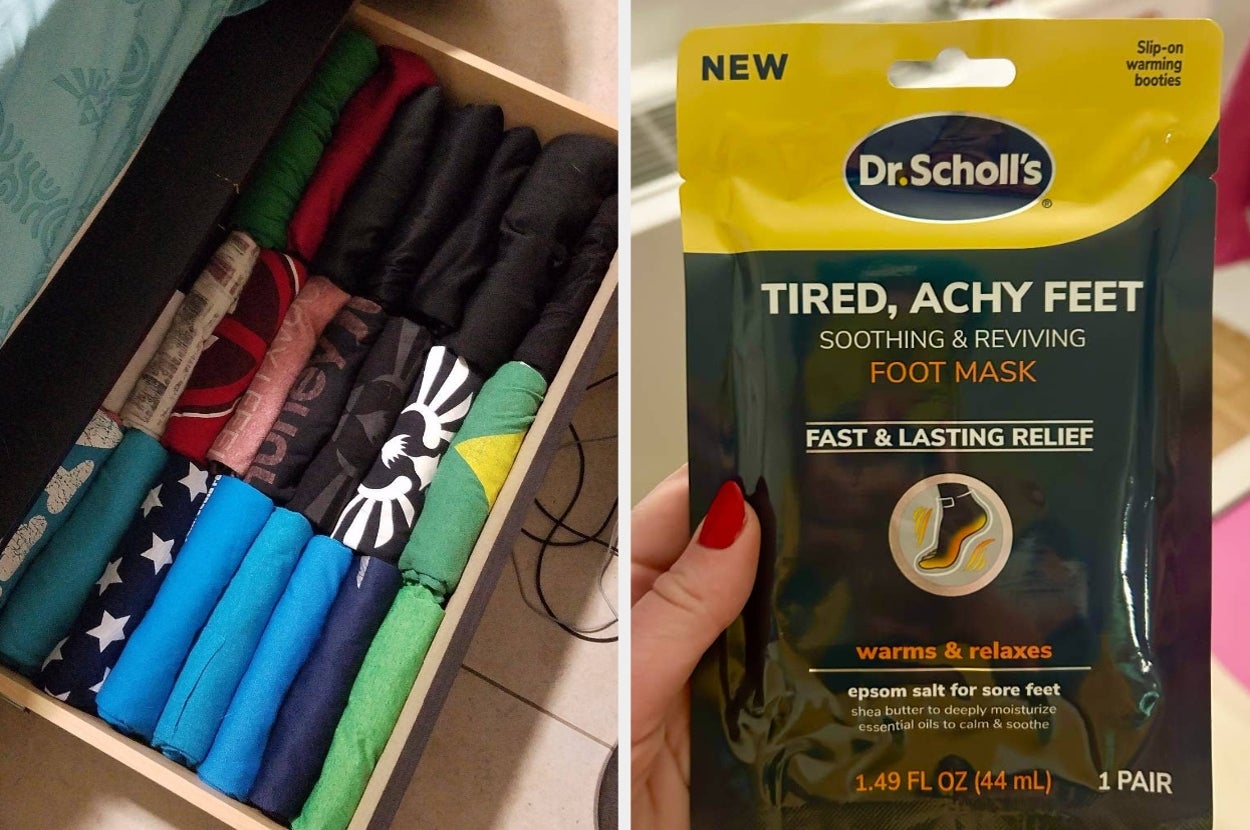 NEW
Slip-on
warming
booties
Dr.Scholl's®
TIRED, ACHY FEET
SOOTHING & REVIVING
FOOT MASK
FAST & LASTING RELIEF
warms & relaxes
epsom salt for sore feet
shea butter to deeply moisturize
essential oils to calm & soothe
1.49 FL OZ (44 mL)
1 PAIR